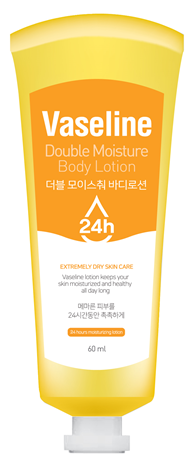 Vaseline
Double Moisture
Body Lotion
더블 모이스춰 바디로션
24h
EXTREMELY DRY SKIN CARE
Vaseline lotion keeps your
skin moisturized and healthy
all day long
메마른 피부를
24시간동안 촉촉하게
24 hours moisturizing lotion
60 ml